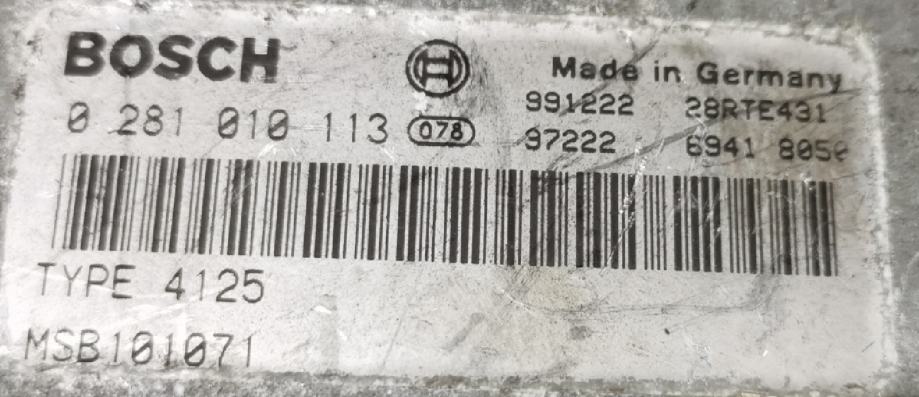 BOSCH
Made in Germany
0 281 010 113 078
991222 28RTE431
97222 6941 8050
TYPE 4125
MSB101071